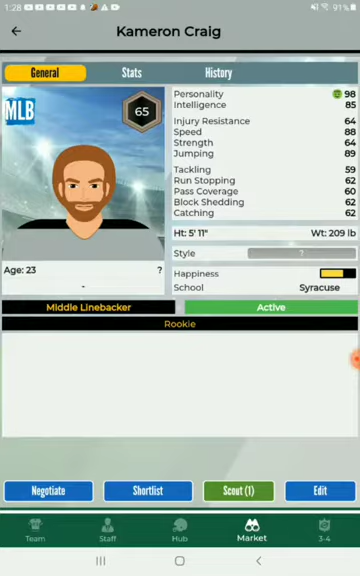 1:28
91%
Kameron Craig
General
Stats
History
MLB
65
Personality 98
Intelligence 85
Injury Resistance 64
Speed 88
Strength 64
Jumping 89
Tackling 59
Run Stopping 62
Pass Coverage 60
Block Shedding 62
Catching 62
Ht: 5' 11" Wt: 209 lb
Style ?
Age: 23 ?
-
Happiness
School Syracuse
Middle Linebacker
Active
Rookie
Negotiate
Shortlist
Scout (1)
Edit
Team
Staff
Hub
Market
3-4